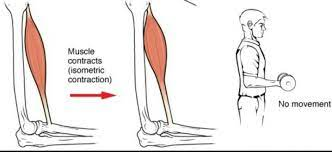 Muscle
contracts
(isometric
contraction)
No movement